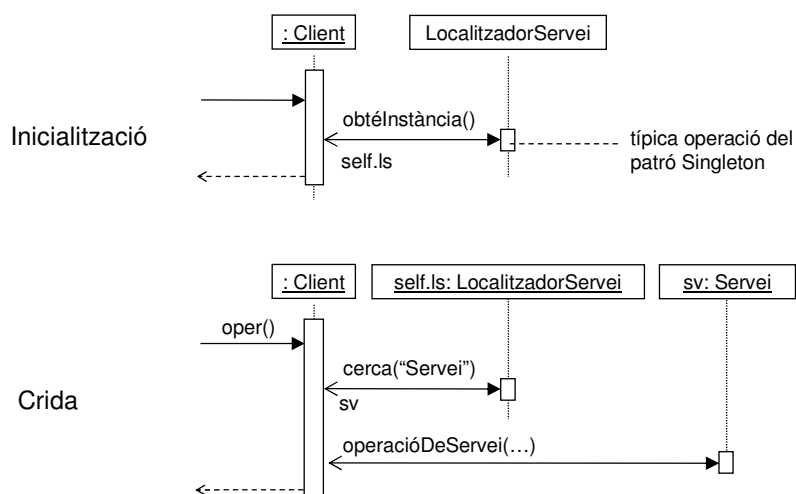 : Client
LocalitzadorServei
Inicialització
obtéInstància()
self.ls
típica operació del
patró Singleton
: Client
self.ls: LocalitzadorServei
sv: Servei
oper()
Crida
cerca(“Servei”)
sv
operacióDeServei(…)